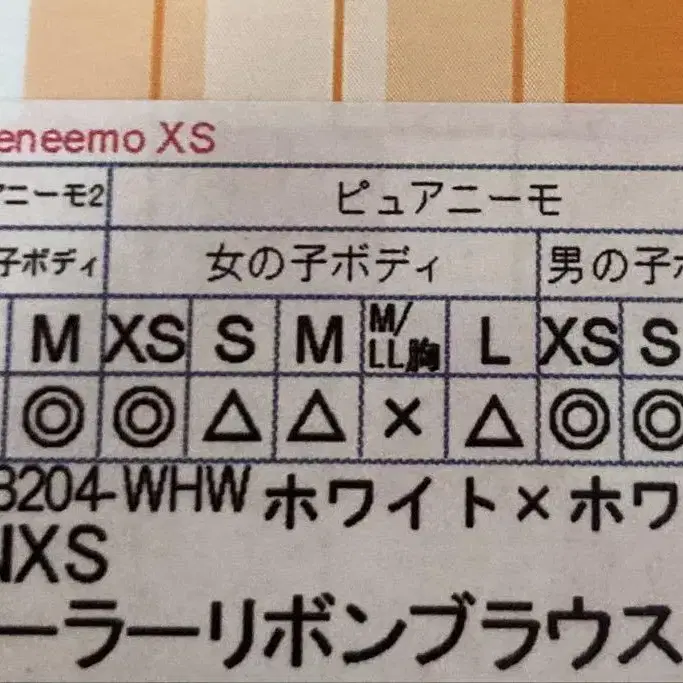 eneemo XS
アニーモ2 ピュアニーモ
子ボディ 女の子ボディ 男の子ボ
M XS S M M/LL胸 L XS S
◎ ◎ △ △ × △ ◎ ◎
3204-WHW ホワイト×ホワ
XS
ーラーリボンブラウス